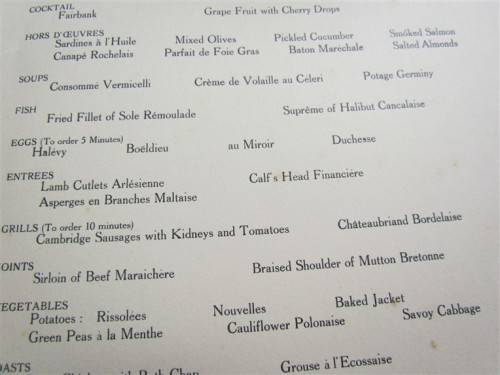 COCKTAIL
Fairbank Grape Fruit with Cherry Drops
HORS D'ŒUVRES
Sardines à l'Huile Mixed Olives Pickled Cucumber Smoked Salmon
Canapé Rochelais Parfait de Foie Gras Baton Maréchale Salted Almonds
SOUPS
Consommé Vermicelli Crème de Volaille au Céleri Potage Germiny
FISH
Fried Fillet of Sole Rémoulade Suprême of Halibut Cancalaise
EGGS (To order 5 Minutes)
Halévy Boëldieu au Miroir Duchesse
ENTREES
Lamb Cutlets Arlésienne Calf's Head Financière
Asperges en Branches Maltaise
GRILLS (To order 10 minutes)
Cambridge Sausages with Kidneys and Tomatoes Châteaubriand Bordelaise
OINTS
Sirloin of Beef Maraichère Braised Shoulder of Mutton Bretonne
VEGETABLES
Potatoes : Rissolées Nouvelles Baked Jacket
Green Peas à la Menthe Cauliflower Polonaise Savoy Cabbage
OASTS
Grouse à l'Ecossaise